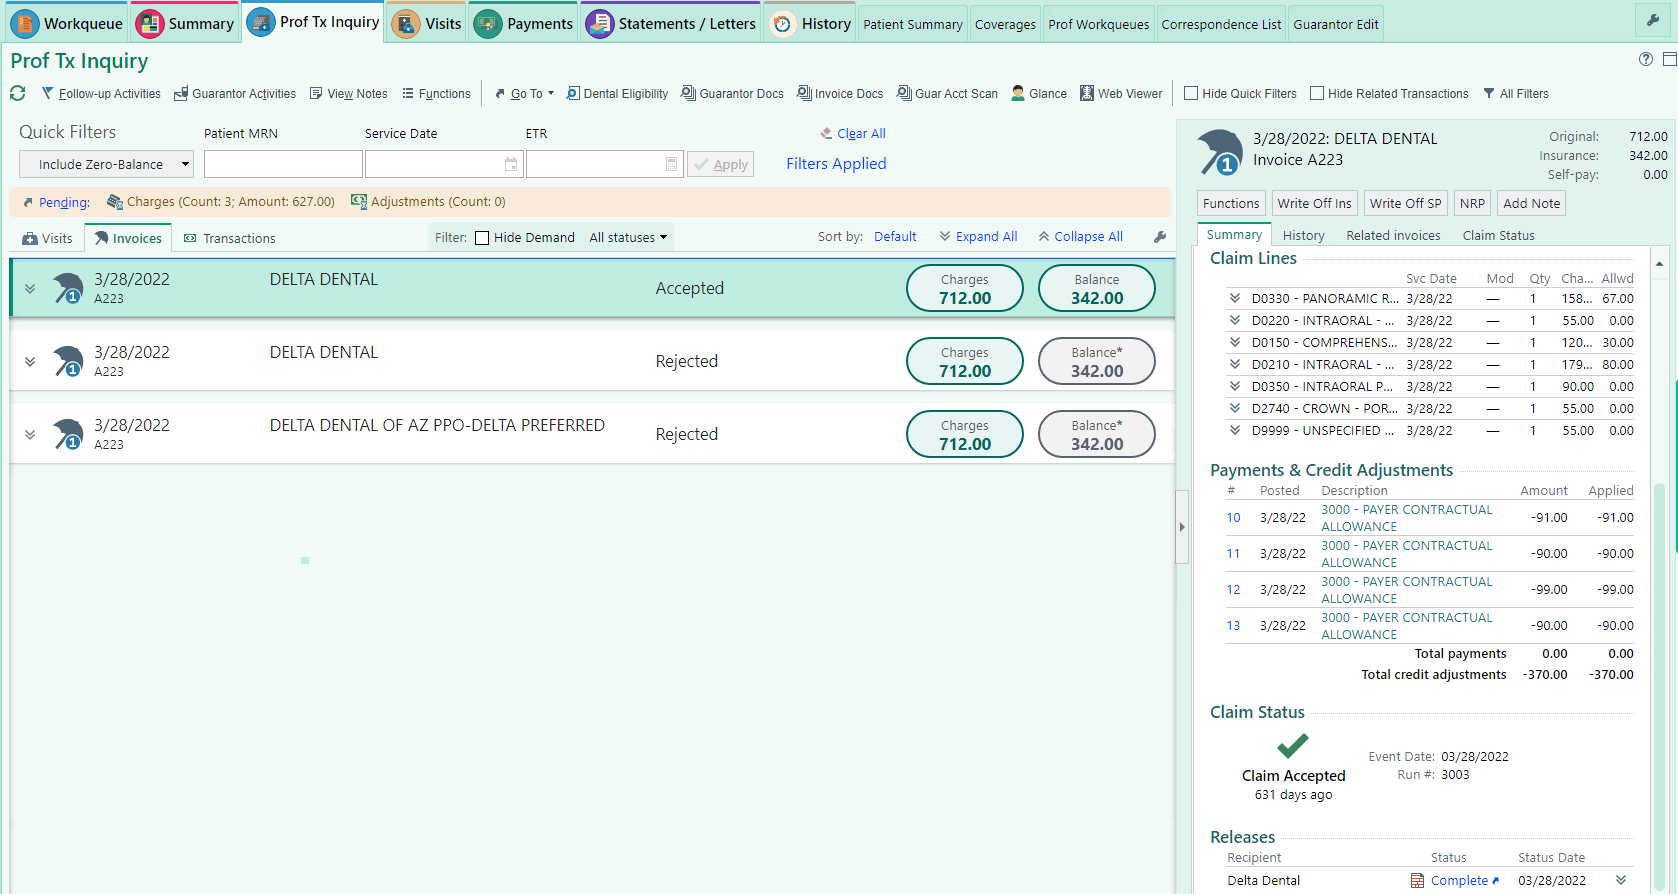 Workqueue Summary Prof Tx Inquiry Visits Payments Statements / Letters History Patient Summary Coverages Prof Workqueues Correspondence List Guarantor Edit
Prof Tx Inquiry
Follow-up Activities Guarantor Activities View Notes Functions Go To Dental Eligibility Guarantor Docs Invoice Docs Guar Acct Scan Glance Web Viewer Hide Quick Filters Hide Related Transactions All Filters
Quick Filters Patient MRN Service Date ETR Clear All
Include Zero-Balance Apply Filters Applied
Pending: Charges (Count: 3; Amount: 627.00) Adjustments (Count: 0)
Visits Invoices Transactions Filter: Hide Demand All statuses Sort by: Default Expand All Collapse All
1 3/28/2022 DELTA DENTAL Accepted Charges Balance
A223 712.00 342.00
1 3/28/2022 DELTA DENTAL Rejected Charges Balance*
A223 712.00 342.00
1 3/28/2022 DELTA DENTAL OF AZ PPO-DELTA PREFERRED Rejected Charges Balance*
A223 712.00 342.00
1 3/28/2022: DELTA DENTAL Original: 712.00
Invoice A223 Insurance: 342.00
Self-pay: 0.00
Functions Write Off Ins Write Off SP NRP Add Note
Summary History Related invoices Claim Status
Claim Lines
Svc Date Mod Qty Cha... Allwd
D0330 - PANORAMIC R... 3/28/22 — 1 158... 67.00
D0220 - INTRAORAL - ... 3/28/22 — 1 55.00 0.00
D0150 - COMPREHENS... 3/28/22 — 1 120... 30.00
D0210 - INTRAORAL - ... 3/28/22 — 1 179... 80.00
D0350 - INTRAORAL P... 3/28/22 — 1 90.00 0.00
D2740 - CROWN - POR... 3/28/22 — 1 55.00 0.00
D9999 - UNSPECIFIED ... 3/28/22 — 1 55.00 0.00
Payments & Credit Adjustments
# Posted Description Amount Applied
10 3/28/22 3000 - PAYER CONTRACTUAL ALLOWANCE -91.00 -91.00
11 3/28/22 3000 - PAYER CONTRACTUAL ALLOWANCE -90.00 -90.00
12 3/28/22 3000 - PAYER CONTRACTUAL ALLOWANCE -99.00 -99.00
13 3/28/22 3000 - PAYER CONTRACTUAL ALLOWANCE -90.00 -90.00
Total payments 0.00 0.00
Total credit adjustments -370.00 -370.00
Claim Status
Claim Accepted Event Date: 03/28/2022
631 days ago Run #: 3003
Releases
Recipient Status Status Date
Delta Dental Complete 03/28/2022